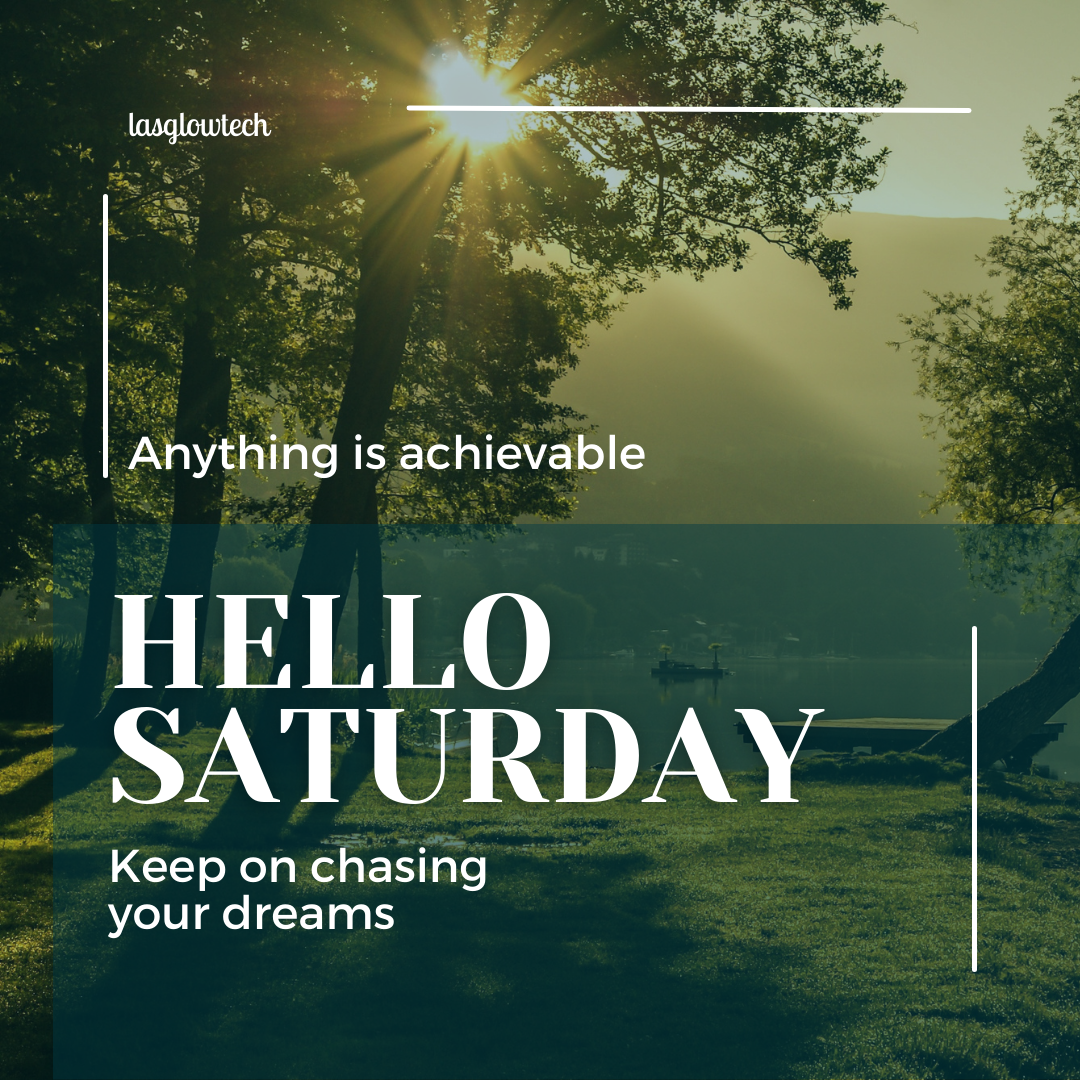 lasglowtech
Anything is achievable
HELLO
SATURDAY
Keep on chasing
your dreams